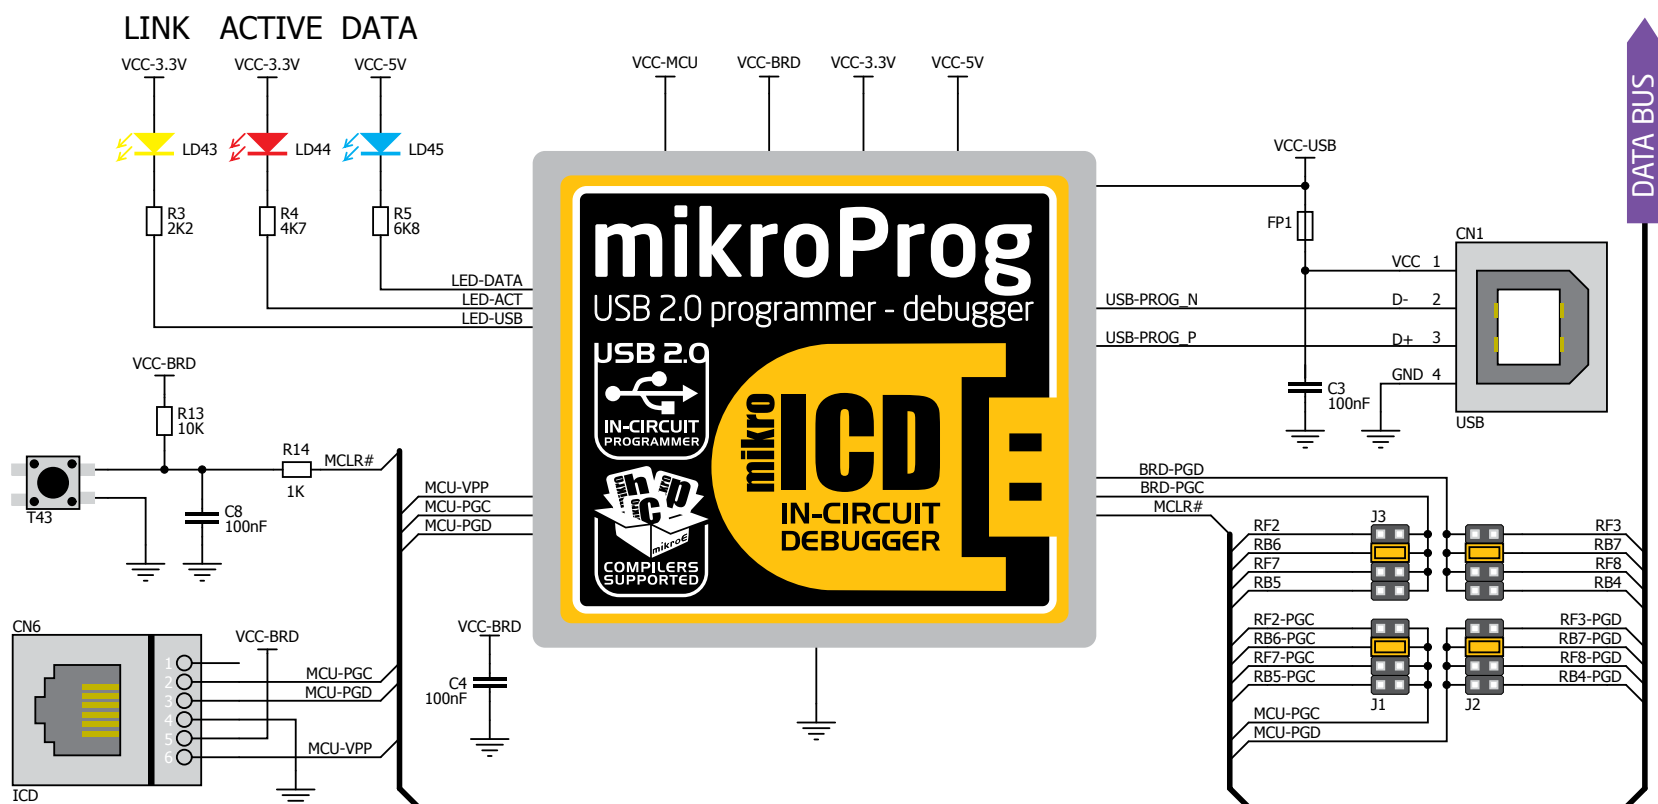 LINK ACTIVE DATA
VCC-3.3V VCC-3.3V VCC-5V
LD43 LD44 LD45
R3 2K2
R4 4K7
R5 6K8
LED-DATA
LED-ACT
LED-USB
VCC-MCU VCC-BRD VCC-3.3V VCC-5V
mikroProg
USB 2.0 programmer - debugger
USB 2.0
IN-CIRCUIT
PROGRAMMER
COMPILERS
SUPPORTED
mikroE
mikro
ICD
IN-CIRCUIT
DEBUGGER
VCC-USB
FP1
CN1
VCC 1
USB-PROG_N D- 2
USB-PROG_P D+ 3
GND 4
USB
C3
100nF
DATA BUS
VCC-BRD
R13
10K
R14
1K
MCLR#
T43
C8
100nF
MCU-VPP
MCU-PGC
MCU-PGD
CN6
VCC-BRD
1
2
3
4
5
6
MCU-PGC
MCU-PGD
MCU-VPP
ICD
VCC-BRD
C4
100nF
BRD-PGD
BRD-PGC
MCLR#
J3
RF2
RB6
RF7
RB5
RF3
RB7
RF8
RB4
RF2-PGC
RB6-PGC
RF7-PGC
RB5-PGC
RF3-PGD
RB7-PGD
RF8-PGD
RB4-PGD
J1 J2
MCU-PGC
MCU-PGD